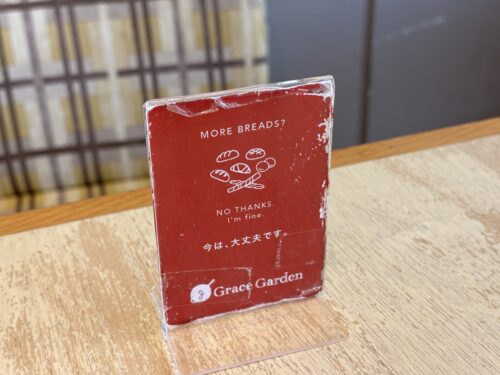 MORE BREADS?
NO THANKS.
I'm fine.
今は、大丈夫です。
Grace Garden